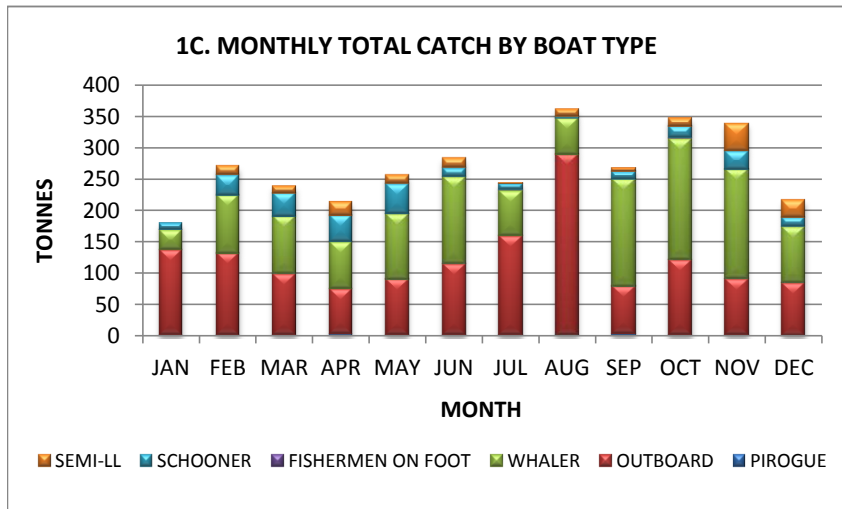 1C. MONTHLY TOTAL CATCH BY BOAT TYPE
400
350
300
250
200
150
100
50
0
TONNES
JAN FEB MAR APR MAY JUN JUL AUG SEP OCT NOV DEC
MONTH
SEMI-LL SCHOONER FISHERMEN ON FOOT WHALER OUTBOARD PIROGUE